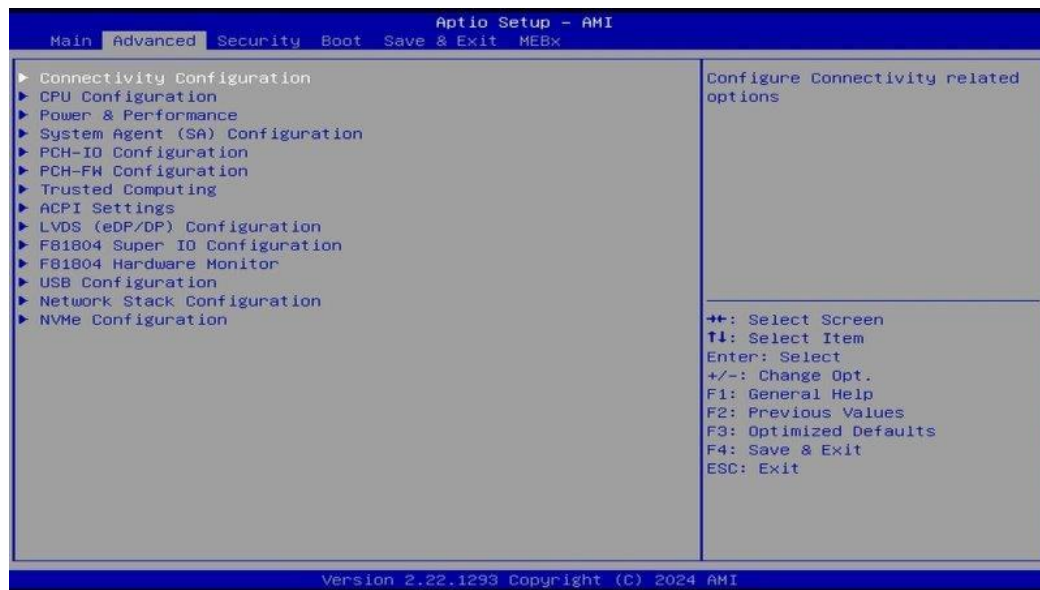 Aptio Setup – AMI
Main Advanced Security Boot Save & Exit MEBx
▶ Connectivity Configuration
▶ CPU Configuration
▶ Power & Performance
▶ System Agent (SA) Configuration
▶ PCH-IO Configuration
▶ PCH-FW Configuration
▶ Trusted Computing
▶ ACPI Settings
▶ LVDS (eDP/DP) Configuration
▶ F81804 Super IO Configuration
▶ F81804 Hardware Monitor
▶ USB Configuration
▶ Network Stack Configuration
▶ NVMe Configuration
Configure Connectivity related
options
→←: Select Screen
↑↓: Select Item
Enter: Select
+/-: Change Opt.
F1: General Help
F2: Previous Values
F3: Optimized Defaults
F4: Save & Exit
ESC: Exit
Version 2.22.1293 Copyright (C) 2024 AMI